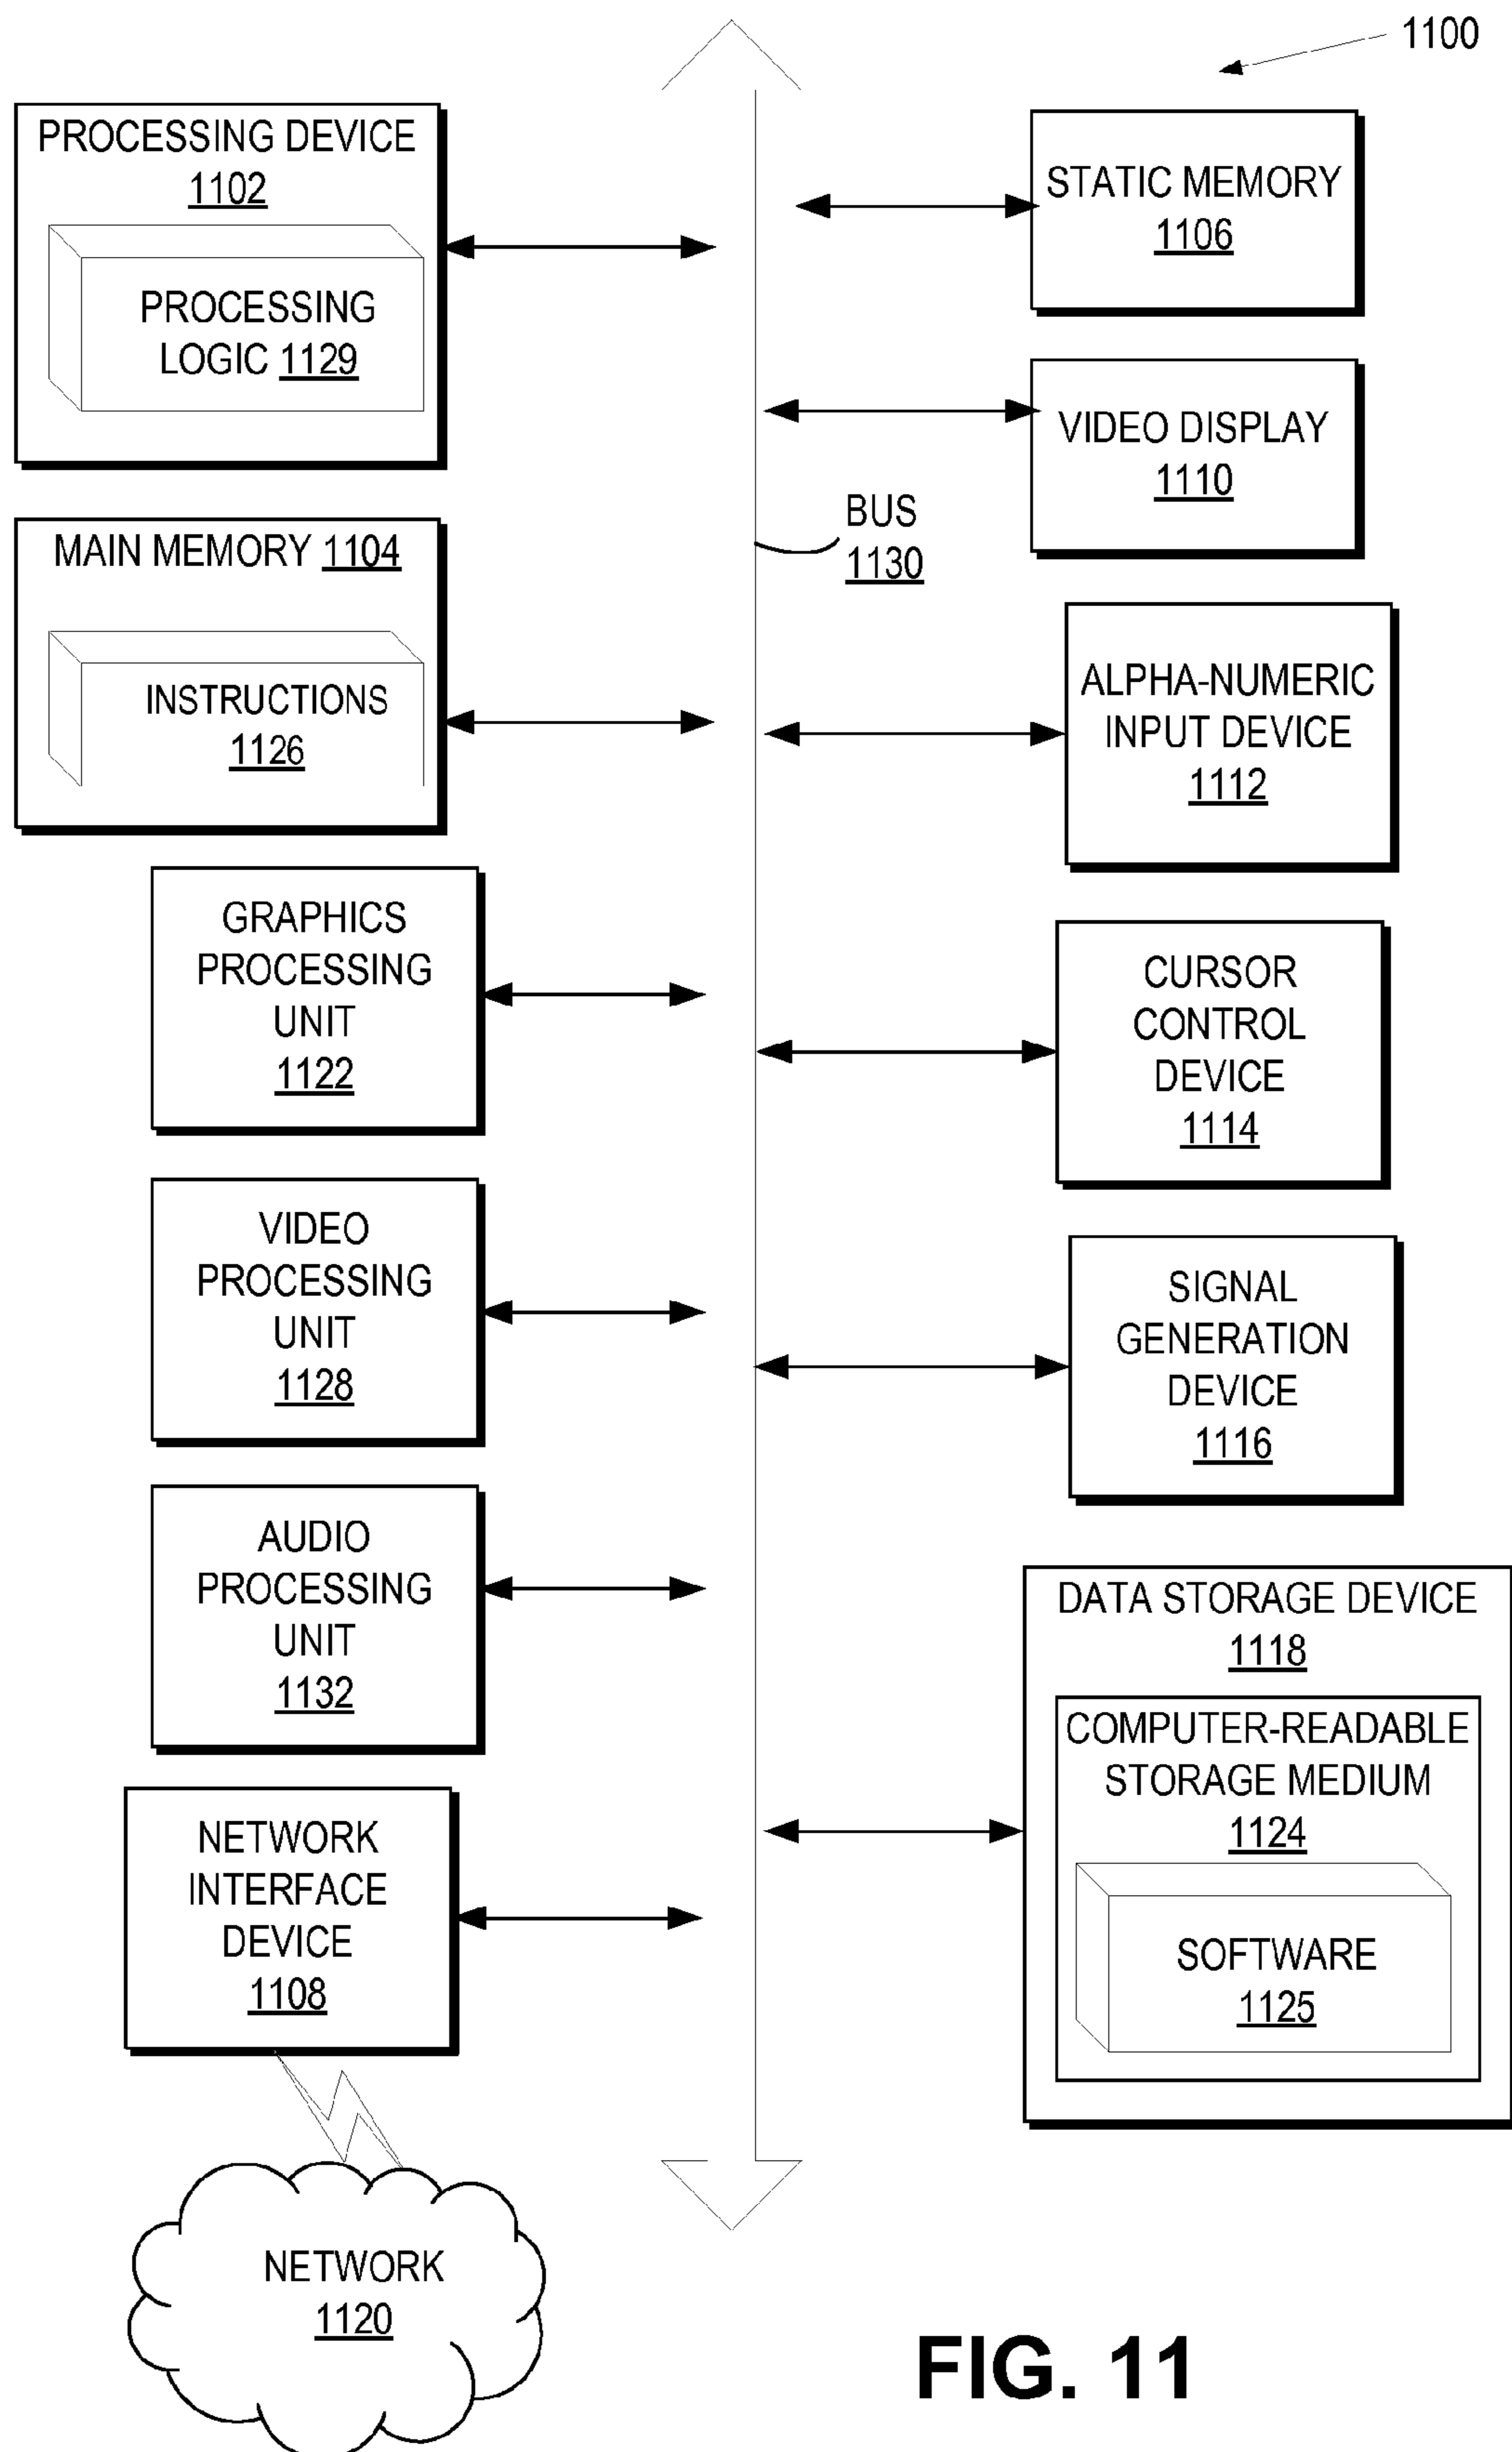 1100
PROCESSING DEVICE
1102
PROCESSING
LOGIC 1129
MAIN MEMORY 1104
INSTRUCTIONS
1126
GRAPHICS
PROCESSING
UNIT
1122
VIDEO
PROCESSING
UNIT
1128
AUDIO
PROCESSING
UNIT
1132
NETWORK
INTERFACE
DEVICE
1108
NETWORK
1120
BUS
1130
STATIC MEMORY
1106
VIDEO DISPLAY
1110
ALPHA-NUMERIC
INPUT DEVICE
1112
CURSOR
CONTROL
DEVICE
1114
SIGNAL
GENERATION
DEVICE
1116
DATA STORAGE DEVICE
1118
COMPUTER-READABLE
STORAGE MEDIUM
1124
SOFTWARE
1125
FIG. 11